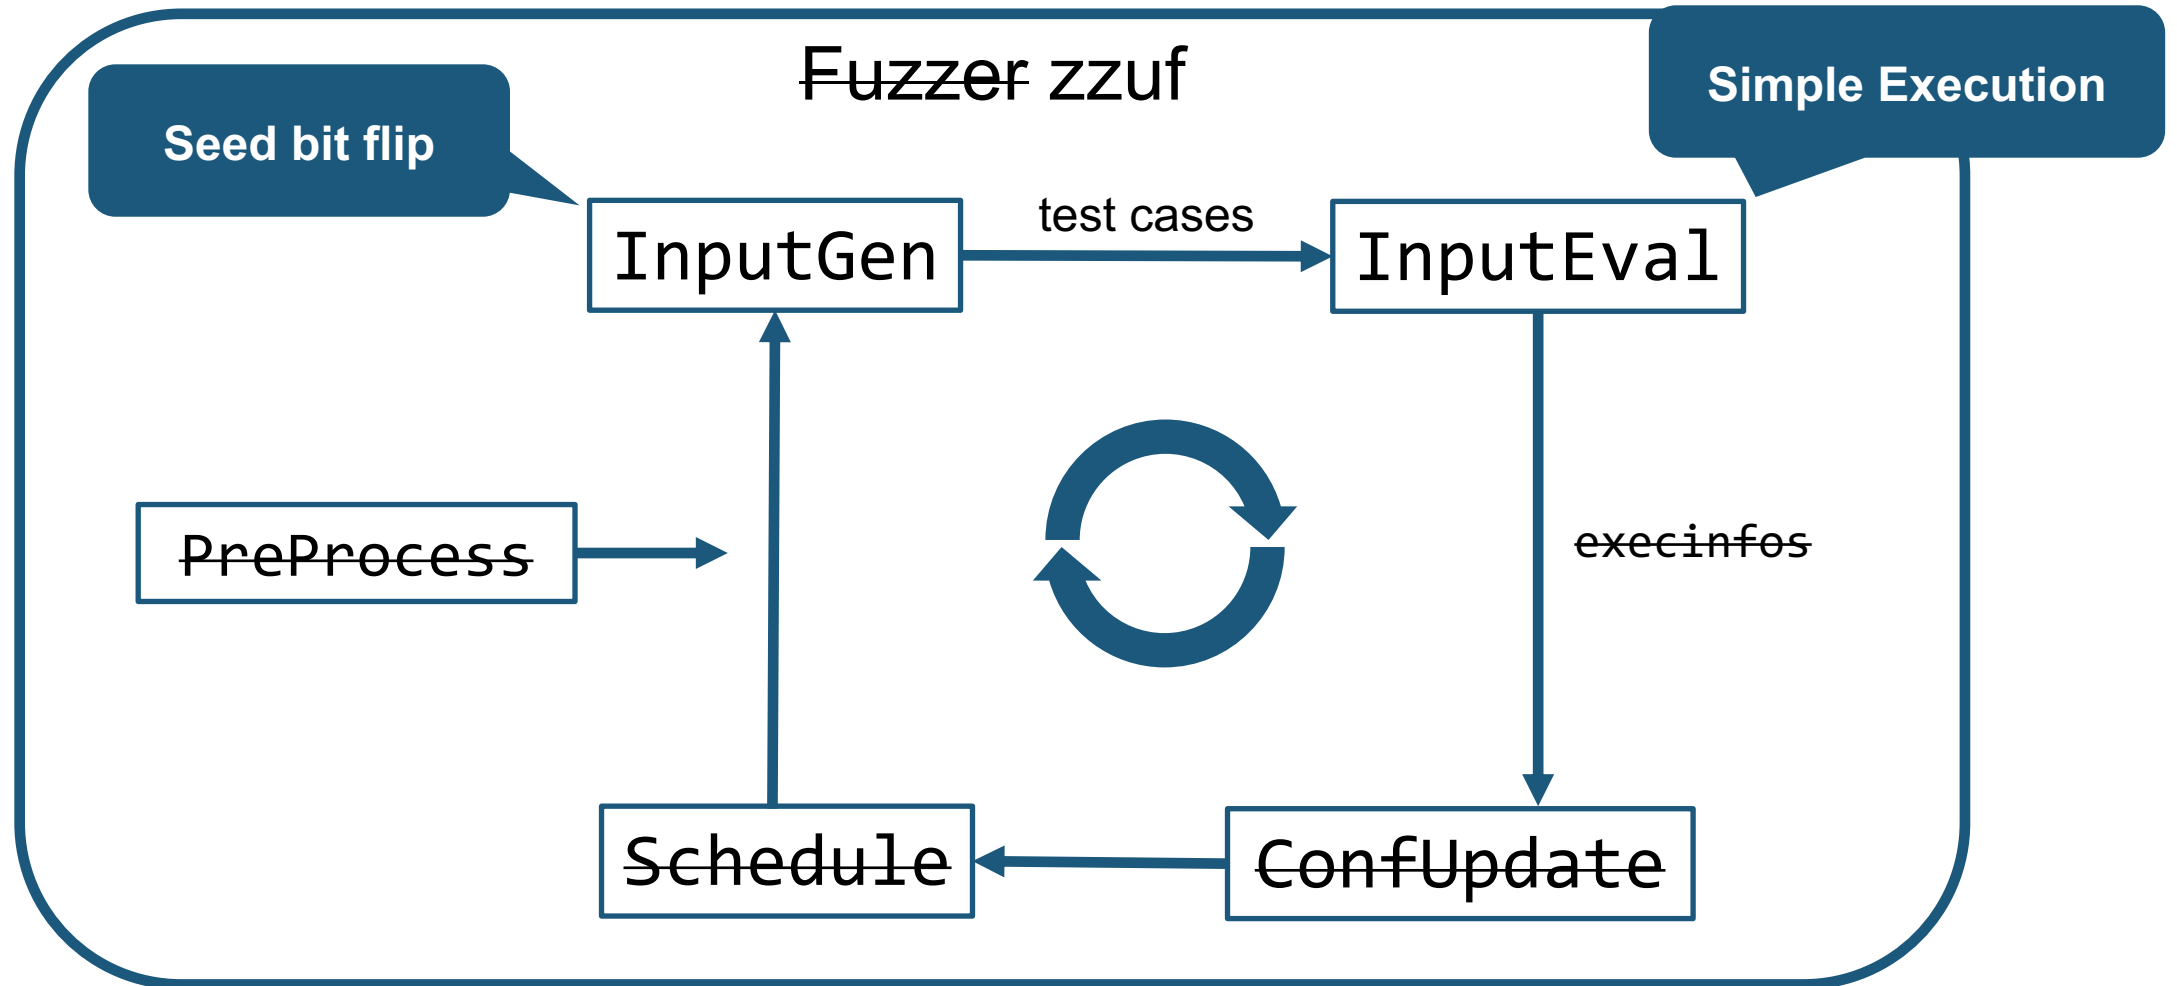 Fuzzer zzuf
Simple Execution
Seed bit flip
InputGen
test cases
InputEval
PreProcess
execinfos
Schedule
ConfUpdate